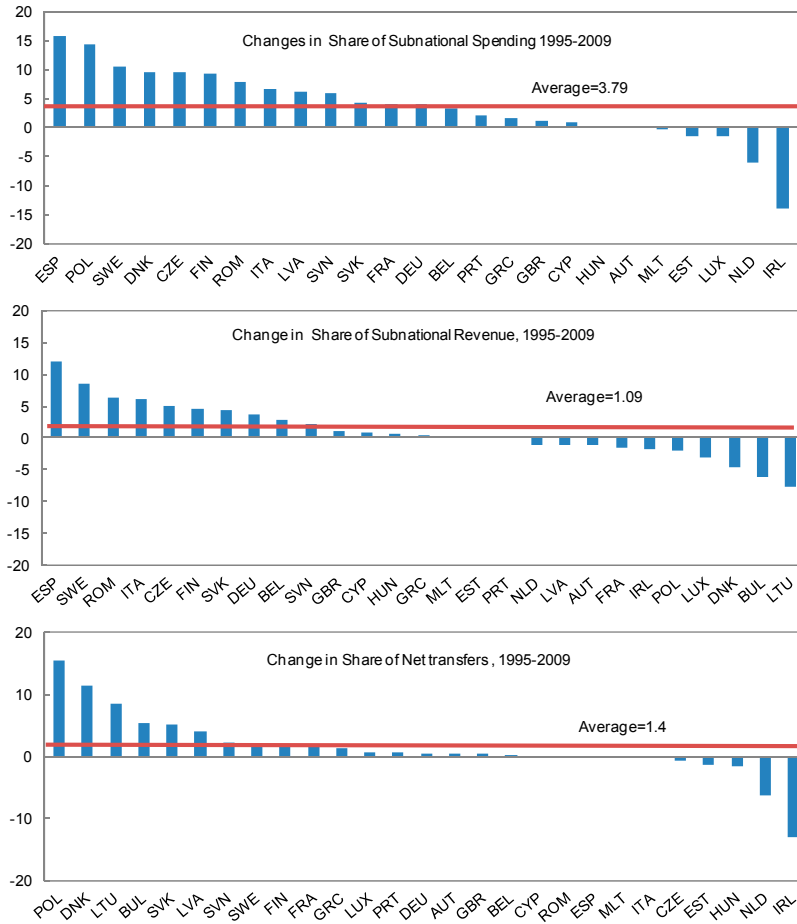 20
Changes in Share of Subnational Spending 1995-2009
15
10
Average=3.79
5
0
-5
-10
-15
-20
ESP POL SWE DNK CZE FIN ROM ITA LVA SVN SVK FRA DEU BEL PRT GRC GBR CYP HUN AUT MLT EST LUX NLD IRL
20
Change in Share of Subnational Revenue, 1995-2009
15
10
Average=1.09
5
0
-5
-10
-15
-20
ESP SWE ROM ITA CZE FIN SVK DEU BEL SVN GBR CYP HUN GRC MLT EST PRT NLD LVA AUT FRA IRL POL LUX DNK BUL LTU
20
Change in Share of Net transfers , 1995-2009
10
Average=1.4
0
-10
-20
POL DNK LTU BUL SVK LVA SVN SWE FIN FRA GRC LUX PRT DEU AUT GBR BEL CYP ROM ESP MLT ITA CZE EST HUN NLD IRL